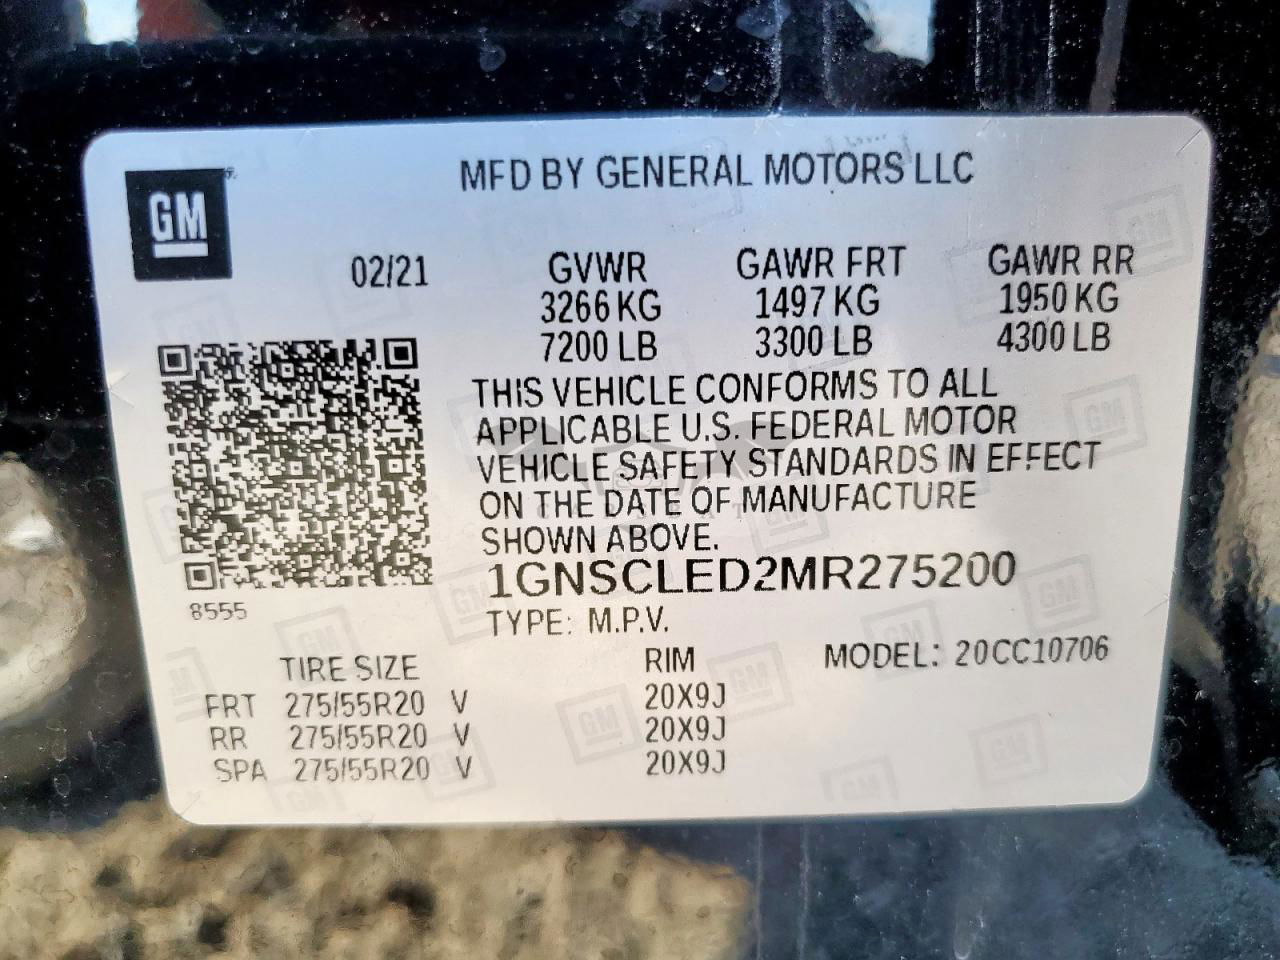 MFD BY GENERAL MOTORS LLC
GM
02/21 GVWR GAWR FRT GAWR RR
3266 KG 1497 KG 1950 KG
7200 LB 3300 LB 4300 LB
THIS VEHICLE CONFORMS TO ALL
APPLICABLE U.S. FEDERAL MOTOR
VEHICLE SAFETY STANDARDS IN EFFECT
ON THE DATE OF MANUFACTURE
SHOWN ABOVE.
1GNSCLED2MR275200
8555
TYPE: M.P.V.
TIRE SIZE RIM MODEL: 20CC10706
FRT 275/55R20 V 20X9J
RR 275/55R20 V 20X9J
SPA 275/55R20 V 20X9J